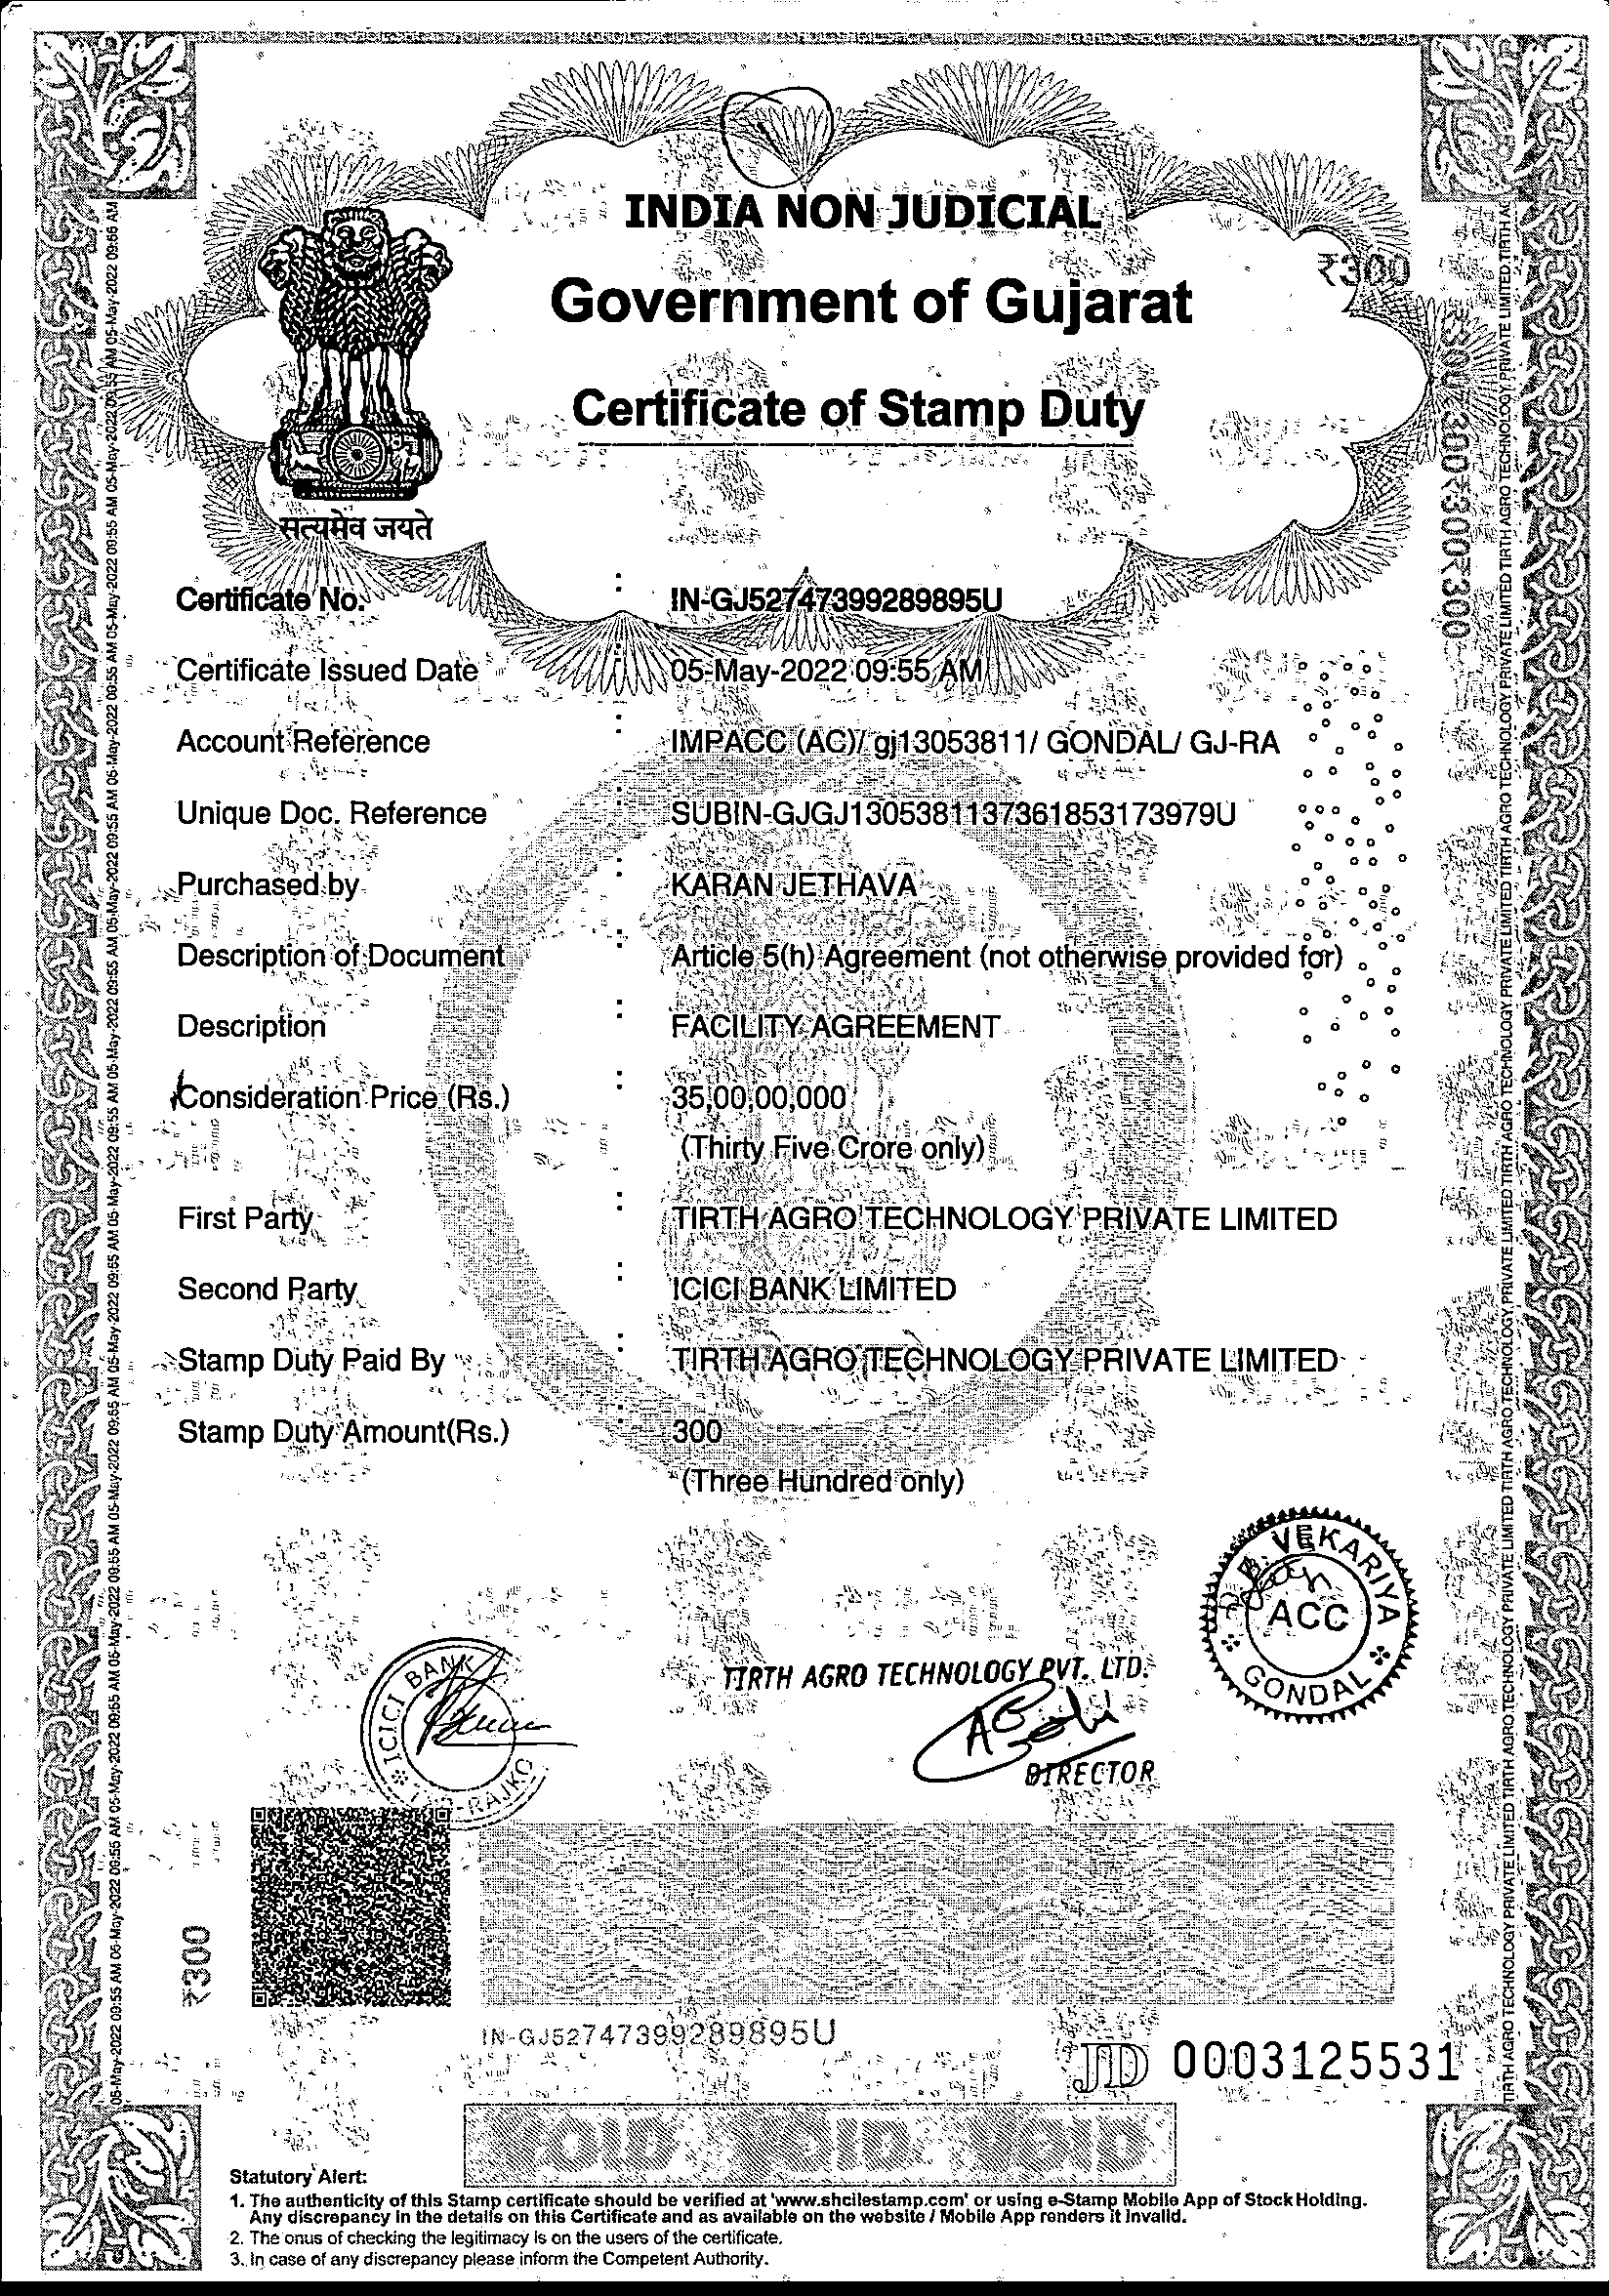 INDIA NON JUDICIAL
Government of Gujarat
₹300
Certificate of Stamp Duty
सत्यमेव जयते
Certificate No. : IN-GJ52747399289895U
Certificate Issued Date : 05-May-2022 09:55 AM
Account Reference : IMPACC (AC)/ gj13053811/ GONDAL/ GJ-RA
Unique Doc. Reference : SUBIN-GJGJ1305381137361853173979U
Purchased by : KARAN JETHAVA
Description of Document : Article 5(h) Agreement (not otherwise provided for)
Description : FACILITY AGREEMENT
Consideration Price (Rs.) : 35,00,00,000
(Thirty Five Crore only)
First Party : TIRTH AGRO TECHNOLOGY PRIVATE LIMITED
Second Party : ICICI BANK LIMITED
Stamp Duty Paid By : TIRTH AGRO TECHNOLOGY PRIVATE LIMITED
Stamp Duty Amount(Rs.) : 300
(Three Hundred only)
VEKARIYA
ACC
GONDAL
ICICI BANK
TIRTH AGRO TECHNOLOGY PVT. LTD.
DIRECTOR
₹300
IN-GJ52747399289895U
JD 0003125531
VOID VOID VOID
Statutory Alert:
1. The authenticity of this Stamp certificate should be verified at 'www.shcilestamp.com' or using e-Stamp Mobile App of Stock Holding.
Any discrepancy in the details on this Certificate and as available on the website / Mobile App renders it invalid.
2. The onus of checking the legitimacy is on the users of the certificate.
3. In case of any discrepancy please inform the Competent Authority.